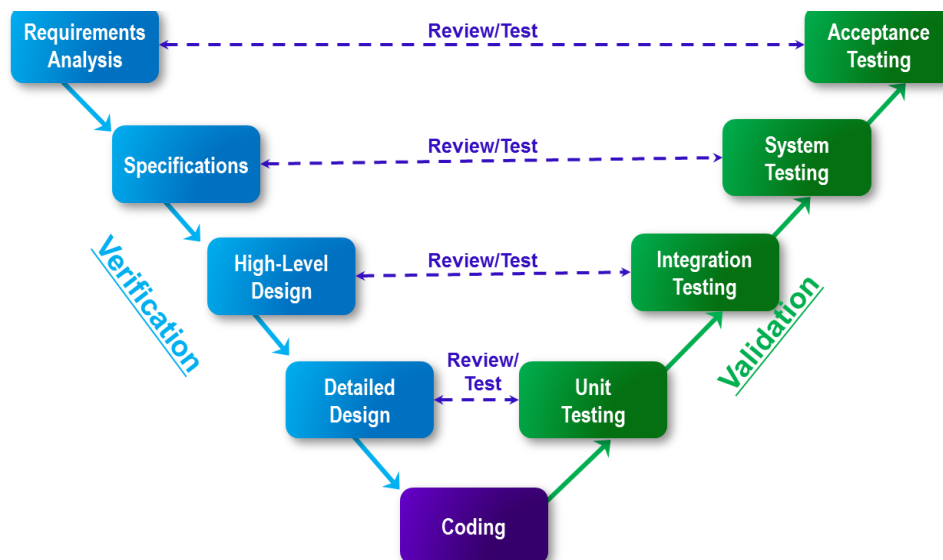 Requirements
Analysis
Review/Test
Acceptance
Testing
Specifications
Review/Test
System
Testing
Verification
High-Level
Design
Review/Test
Integration
Testing
Validation
Detailed
Design
Review/
Test
Unit
Testing
Coding